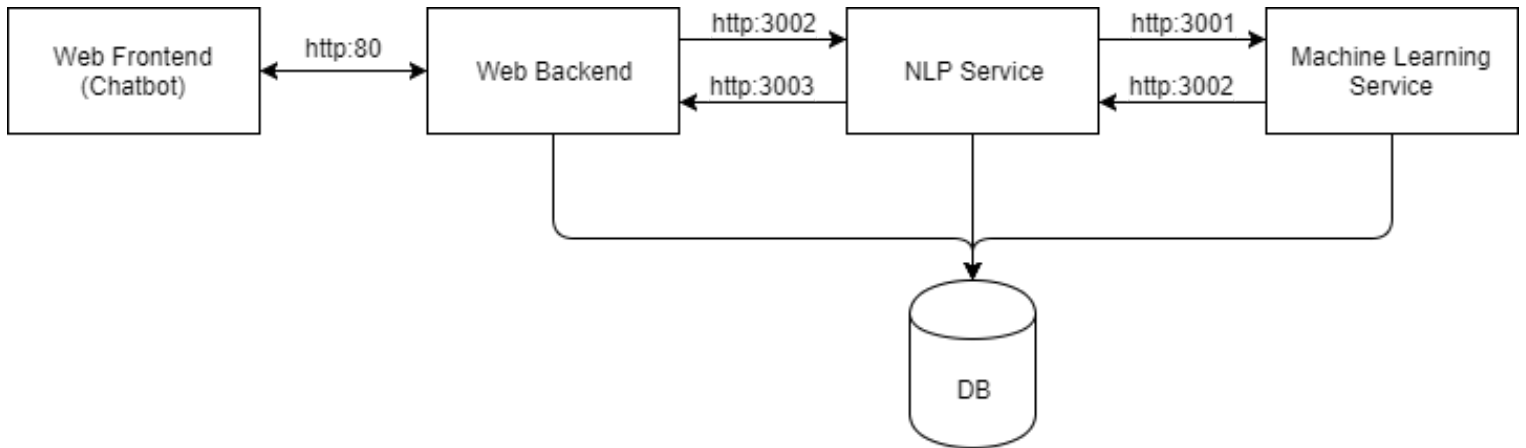 Web Frontend
(Chatbot)
http:80
Web Backend
http:3002
http:3003
NLP Service
http:3001
http:3002
Machine Learning
Service
DB